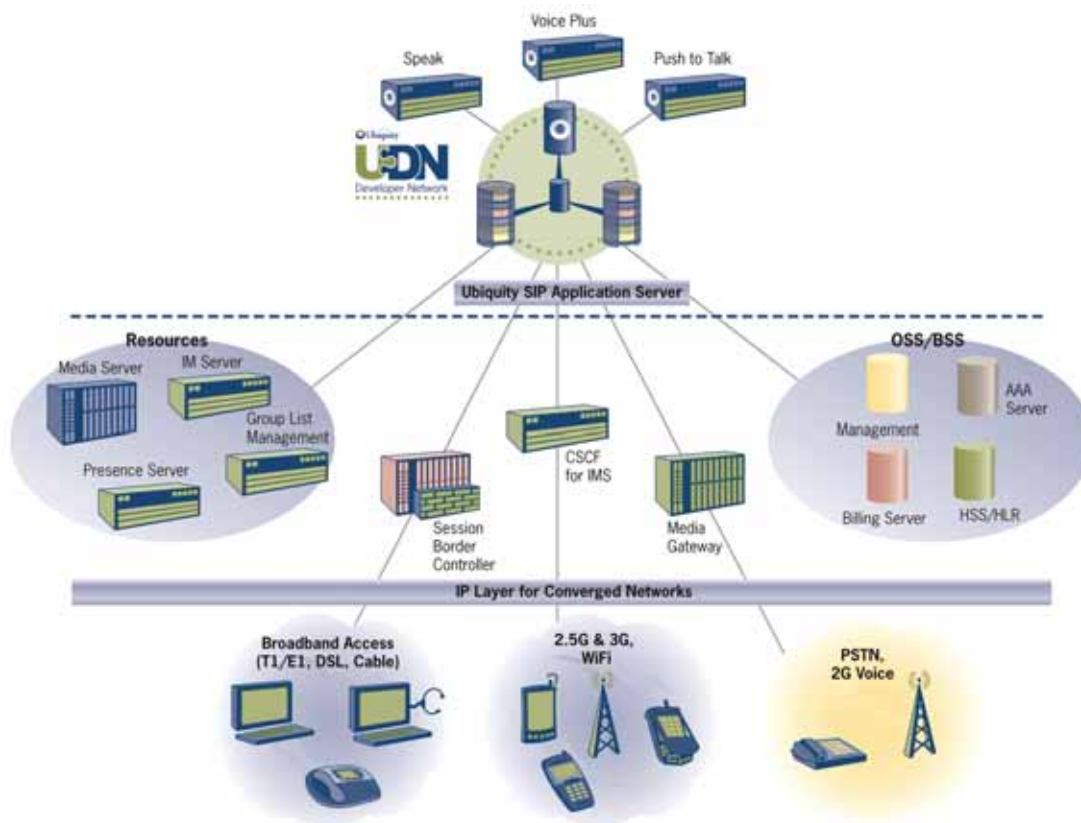 Voice Plus
Speak
Push to Talk
Ubiquity
UDN
Developer Network
Ubiquity SIP Application Server
Resources
Media Server
IM Server
Group List
Management
Presence Server
OSS/BSS
Management
AAA
Server
Billing Server
HSS/HLR
CSCF
for IMS
Session
Border
Controller
Media
Gateway
IP Layer for Converged Networks
Broadband Access
(T1/E1, DSL, Cable)
2.5G & 3G,
WiFi
PSTN,
2G Voice